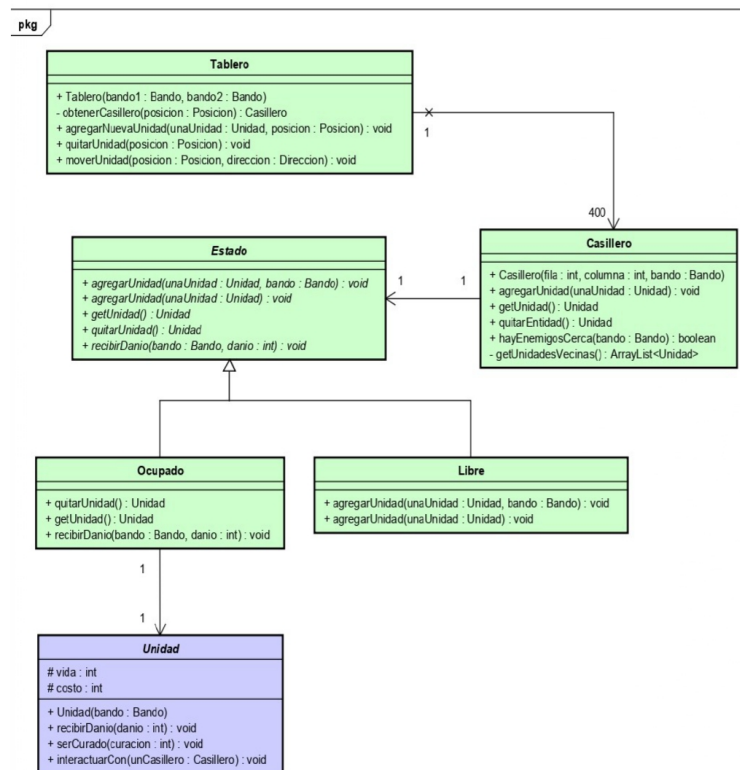 pkg
Tablero
+ Tablero(bando1 : Bando, bando2 : Bando)
- obtenerCasillero(posicion : Posicion) : Casillero
+ agregarNuevaUnidad(unaUnidad : Unidad, posicion : Posicion) : void
+ quitarUnidad(posicion : Posicion) : void
+ moverUnidad(posicion : Posicion, direccion : Direccion) : void
1
400
Estado
+ agregarUnidad(unaUnidad : Unidad, bando : Bando) : void
+ agregarUnidad(unaUnidad : Unidad) : void
+ getUnidad() : Unidad
+ quitarUnidad() : Unidad
+ recibirDanio(bando : Bando, danio : int) : void
1
1
Casillero
+ Casillero(fila : int, columna : int, bando : Bando)
+ agregarUnidad(unaUnidad : Unidad) : void
+ getUnidad() : Unidad
+ quitarEntidad() : Unidad
+ hayEnemigosCerca(bando : Bando) : boolean
- getUnidadesVecinas() : ArrayList<Unidad>
Ocupado
+ quitarUnidad() : Unidad
+ getUnidad() : Unidad
+ recibirDanio(bando : Bando, danio : int) : void
Libre
+ agregarUnidad(unaUnidad : Unidad, bando : Bando) : void
+ agregarUnidad(unaUnidad : Unidad) : void
1
1
Unidad
# vida : int
# costo : int
+ Unidad(bando : Bando)
+ recibirDanio(danio : int) : void
+ serCurado(curacion : int) : void
+ interactuarCon(unCasillero : Casillero) : void